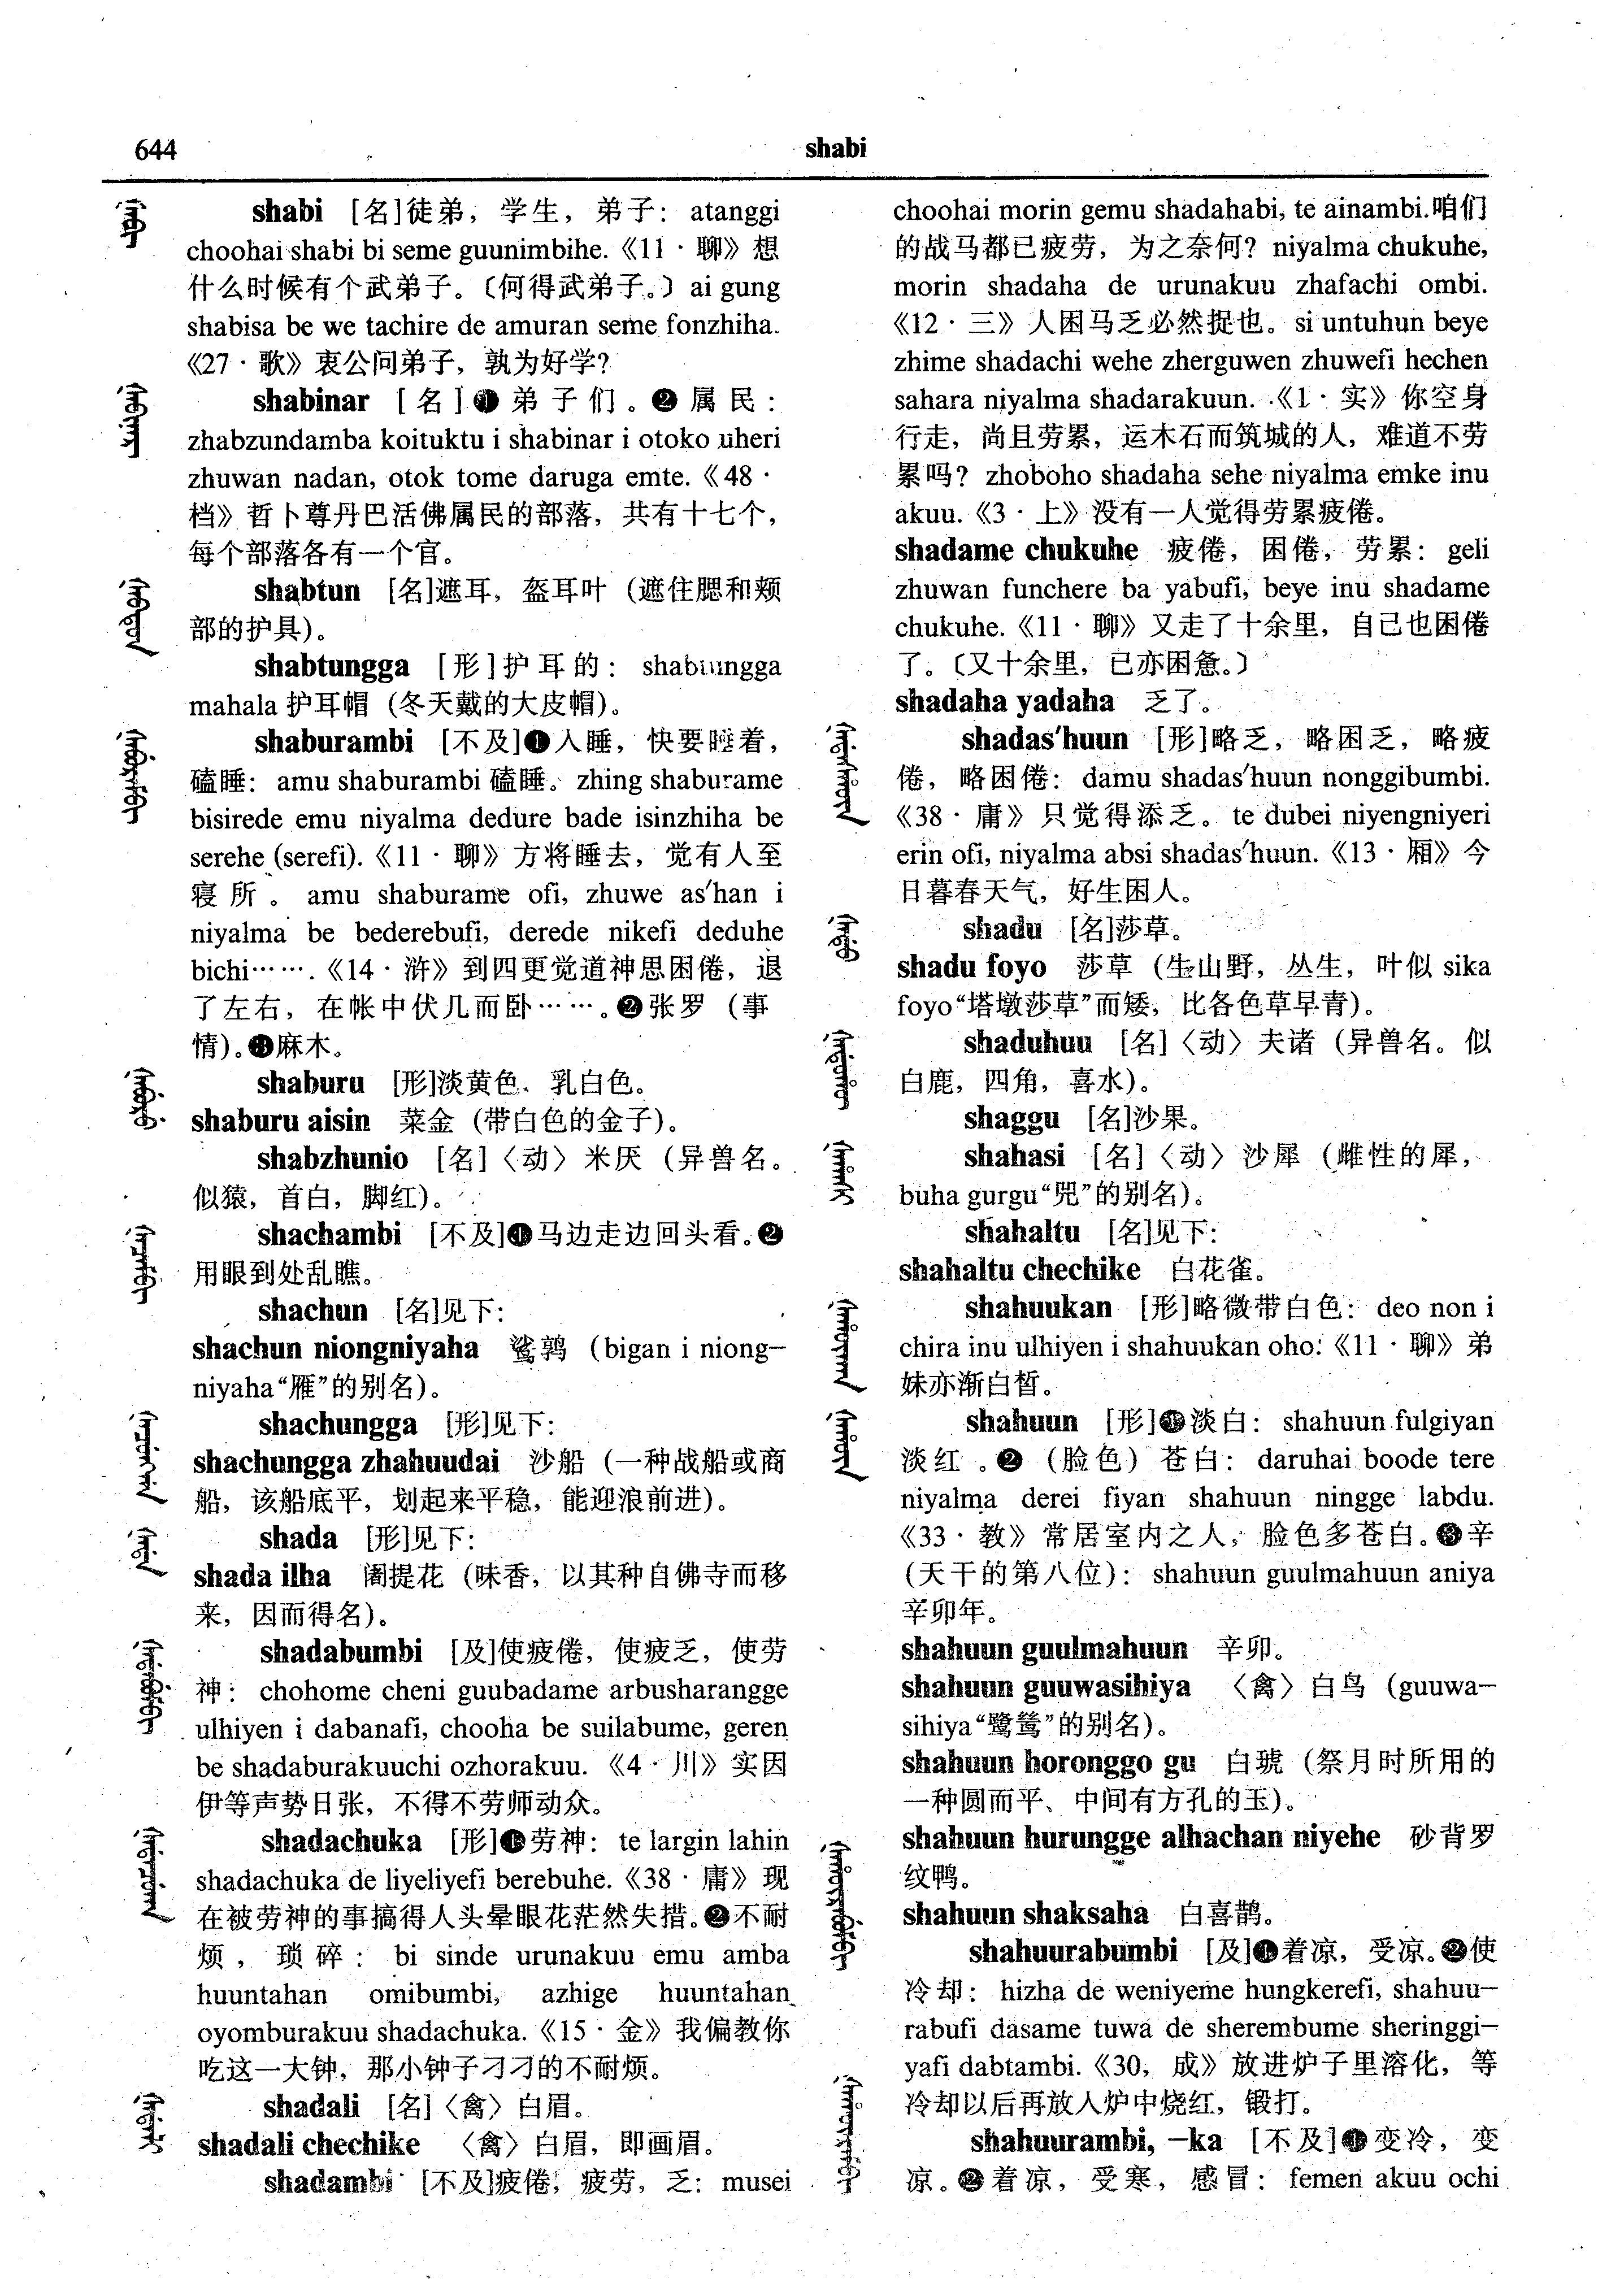 644
shabi
shabi [名]徒弟，学生，弟子：atanggi
choohai shabi bi seme guunimbihe.《11·聊》想
什么时候有个武弟子。〔何得武弟子。〕ai gung
shabisa be we tachire de amuran seme fonzhiha.
《27·歌》衷公问弟子，孰为好学？
shabinar [名]❶弟子们。❷属民：
zhabzundamba koituktu i shabinar i otoko uheri
zhuwan nadan, otok tome daruga emte.《48·
档》哲卜尊丹巴活佛属民的部落，共有十七个，
每个部落各有一个官。
shabtun [名]遮耳，盔耳叶（遮住腮和颊
部的护具）。
shabtungga [形]护耳的：shabtungga
mahala 护耳帽（冬天戴的大皮帽）。
shaburambi [不及]❶人睡，快要睡着，
磕睡：amu shaburambi 磕睡。zhing shaburame
bisirede emu niyalma dedure bade isinzhiha be
serehe (serefi).《11·聊》方将睡去，觉有人至
寝所。amu shaburame ofi, zhuwe as'han i
niyalma be bederebufi, derede nikefi deduhe
bichi…….《14·浒》到四更觉道神思困倦，退
了左右，在帐中伏几而卧……。❷张罗（事
情）。❸麻木。
shaburu [形]淡黄色．乳白色。
shaburu aisin 菜金（带白色的金子）。
shabzhunio [名]〈动〉米厌（异兽名。
似猿，首白，脚红）。
shachambi [不及]❶马边走边回头看。❷
用眼到处乱瞧。
shachun [名]见下：
shachun niongniyaha 鲨鹑（bigan i niong-
niyaha“雁”的别名）。
shachungga [形]见下：
shachungga zhahuudai 沙船（一种战船或商
船，该船底平，划起来平稳，能迎浪前进）。
shada [形]见下：
shada ilha 阇提花（味香，以其种自佛寺而移
来，因而得名）。
shadabumbi [及]使疲倦，使疲乏，使劳
神：chohome cheni guubadame arbusharangge
ulhiyen i dabanafi, chooha be suilabume, geren
be shadaburakuuchi ozhorakuu.《4·川》实因
伊等声势日张，不得不劳师动众。
shadachuka [形]❶劳神：te largin lahin
shadachuka de liyeliyefi berebuhe.《38·庸》现
在被劳神的事搞得人头晕眼花茫然失措。❷不耐
烦，琐碎：bi sinde urunakuu emu amba
huuntahan omibumbi, azhige huuntahan
oyomburakuu shadachuka.《15·金》我偏教你
吃这一大钟，那小钟子刁刁的不耐烦。
shadali [名]〈禽〉白眉。
shadali chechike 〈禽〉白眉，即画眉。
shadambi [不及]疲倦，疲劳，乏：musei
choohai morin gemu shadahabi, te ainambi.咱们
的战马都已疲劳，为之奈何？niyalma chukuhe,
morin shadaha de urunakuu zhafachi ombi.
《12·三》人困马乏必然捉也。si untuhun beye
zhime shadachi wehe zherguwen zhuwefi hechen
sahara niyalma shadarakuun.《1·实》你空身
行走，尚且劳累，运木石而筑城的人，难道不劳
累吗？zhoboho shadaha sehe niyalma emke inu
akuu.《3·上》没有一人觉得劳累疲倦。
shadame chukuhe 疲倦，困倦，劳累：geli
zhuwan funchere ba yabufi, beye inu shadame
chukuhe.《11·聊》又走了十余里，自己也困倦
了。〔又十余里，已亦困惫。〕
shadaha yadaha 乏了。
shadas'huun [形]略乏，略困乏，略疲
倦，略困倦：damu shadas'huun nonggibumbi.
《38·庸》只觉得添乏。te dubei niyengniyeri
erin ofi, niyalma absi shadas'huun.《13·厢》今
日暮春天气，好生困人。
shadu [名]莎草。
shadu foyo 莎草（生山野，丛生，叶似 sika
foyo“塔墩莎草”而矮，比各色草早青）。
shaduhuu [名]〈动〉夫诸（异兽名。似
白鹿，四角，喜水）。
shaggu [名]沙果。
shahasi [名]〈动〉沙犀（雌性的犀，
buha gurgu“兕”的别名）。
shahaltu [名]见下：
shahaltu chechike 白花雀。
shahuukan [形]略微带白色：deo non i
chira inu ulhiyen i shahuukan oho:《11·聊》弟
妹亦渐白皙。
shahuun [形]❶淡白：shahuun fulgiyan
淡红。❷（脸色）苍白：daruhai boode tere
niyalma derei fiyan shahuun ningge labdu.
《33·教》常居室内之人，脸色多苍白。❸辛
（天干的第八位）：shahuun guulmahuun aniya
辛卯年。
shahuun guulmahuun 辛卯。
shahuun guuwasihiya 〈禽〉白鸟（guuwa-
sihiya“鹭鸶”的别名）。
shahuun horonggo gu 白琥（祭月时所用的
一种圆而平、中间有方孔的玉）。
shahuun hurungge alhachan niyehe 砂背罗
纹鸭。
shahuun shaksaha 白喜鹊。
shahuurabumbi [及]❶着凉，受凉。❷使
冷却：hizha de weniyeme hungkerefi, shahuu-
rabufi dasame tuwa de sherembume sheringgi-
yafi dabtambi.《30，成》放进炉子里溶化，等
冷却以后再放入炉中烧红，锻打。
shahuurambi, -ka [不及]❶变冷，变
凉。❷着凉，受寒，感冒：femen akuu ochi